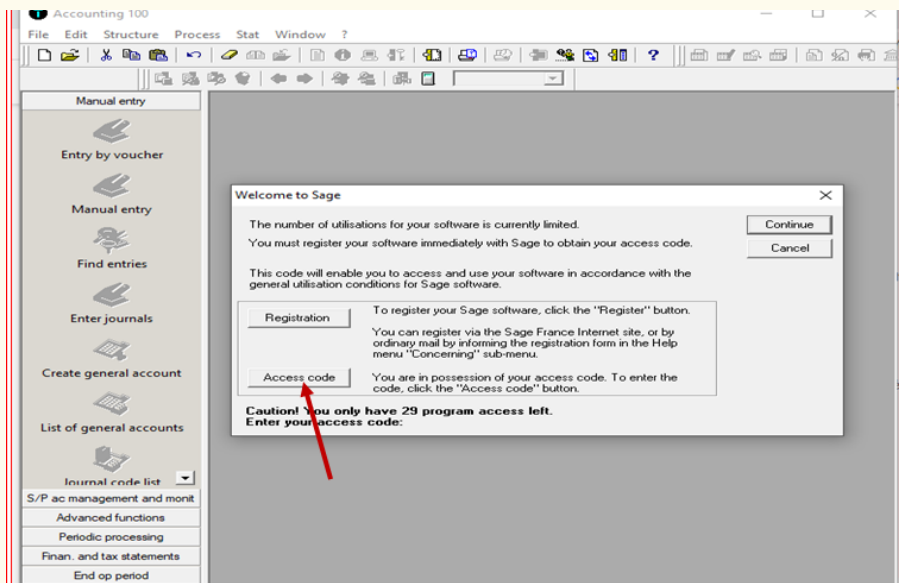 Accounting 100
File Edit Structure Process Stat Window ?
Manual entry
Entry by voucher
Manual entry
Find entries
Enter journals
Create general account
List of general accounts
Journal code list
S/P ac management and monit
Advanced functions
Periodic processing
Finan. and tax statements
End op period
Welcome to Sage
The number of utilisations for your software is currently limited.
You must register your software immediately with Sage to obtain your access code.
This code will enable you to access and use your software in accordance with the
general utilisation conditions for Sage software.
Continue
Cancel
Registration
To register your Sage software, click the "Register" button.
You can register via the Sage France Internet site, or by
ordinary mail by informing the registration form in the Help
menu "Concerning" sub-menu.
Access code
You are in possession of your access code. To enter the
code, click the "Access code" button.
Caution! You only have 29 program access left.
Enter your access code: